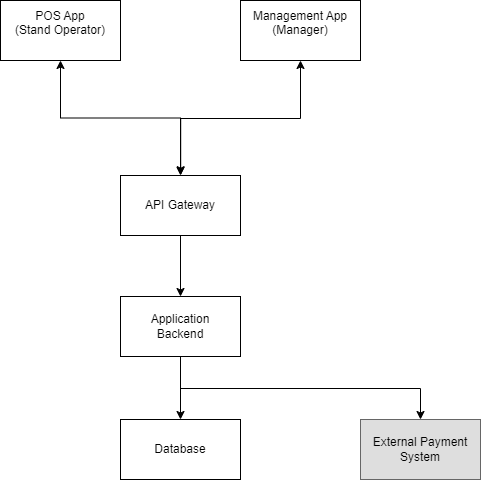 POS App
(Stand Operator)
Management App
(Manager)
API Gateway
Application
Backend
Database
External Payment
System